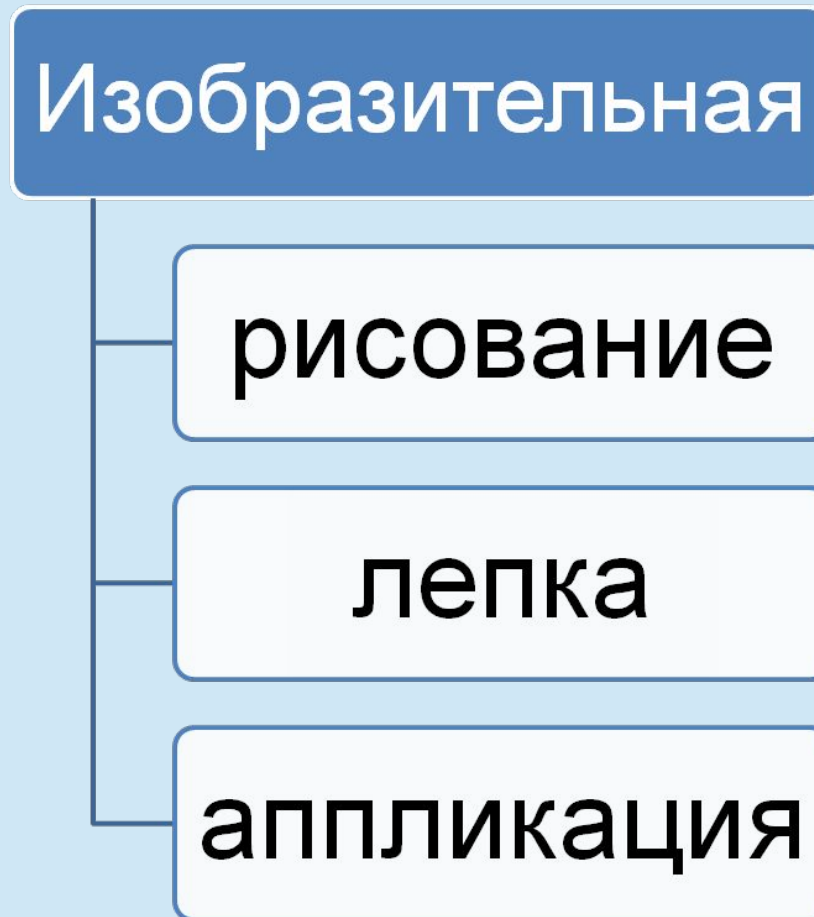 Изобразительная
рисование
лепка
аппликация